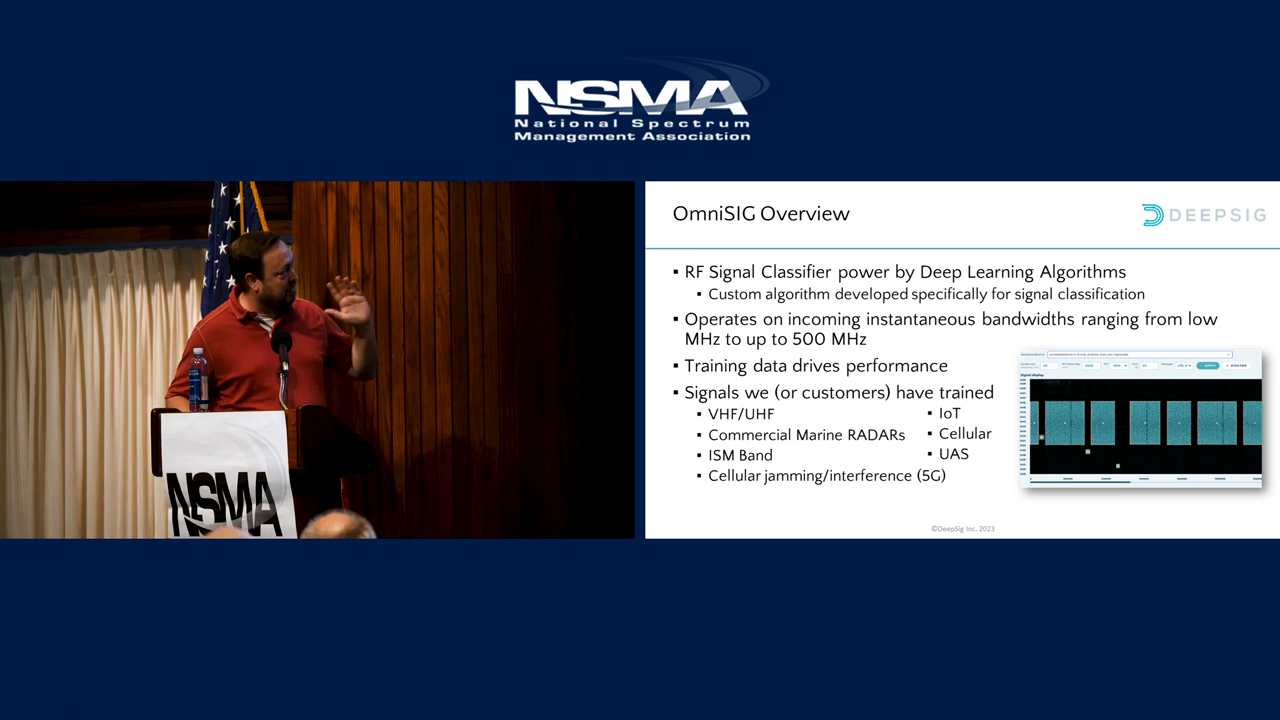 NSMA
National Spectrum
Management Association
NSMA
OmniSIG Overview
DEEPSIG
▪ RF Signal Classifier power by Deep Learning Algorithms
▪ Custom algorithm developed specifically for signal classification
▪ Operates on incoming instantaneous bandwidths ranging from low
MHz to up to 500 MHz
▪ Training data drives performance
▪ Signals we (or customers) have trained
▪ VHF/UHF
▪ Commercial Marine RADARs
▪ ISM Band
▪ Cellular jamming/interference (5G)
▪ IoT
▪ Cellular
▪ UAS
Signal display
©DeepSig Inc. 2023